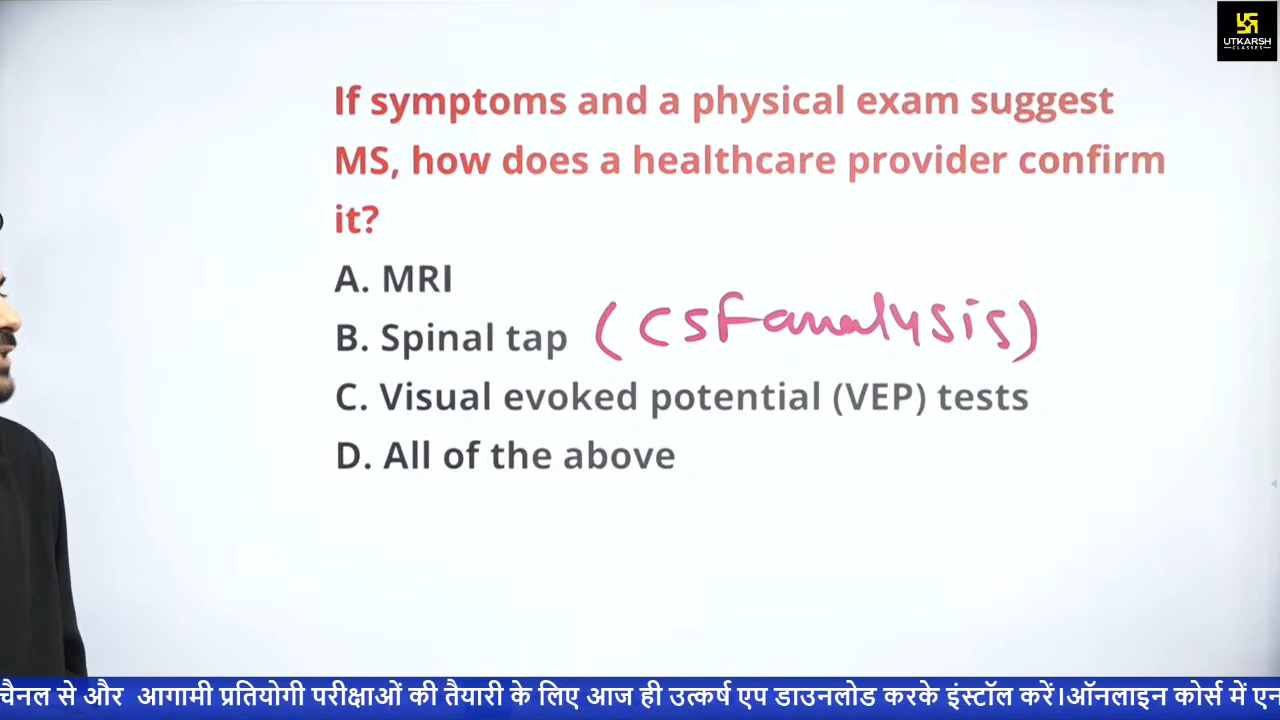 UTKARSH
CLASSES
If symptoms and a physical exam suggest
MS, how does a healthcare provider confirm
it?
A. MRI
B. Spinal tap (CSF analysis)
C. Visual evoked potential (VEP) tests
D. All of the above
चैनल से और आगामी प्रतियोगी परीक्षाओं की तैयारी के लिए आज ही उत्कर्ष एप डाउनलोड करके इंस्टॉल करें।ऑनलाइन कोर्स में